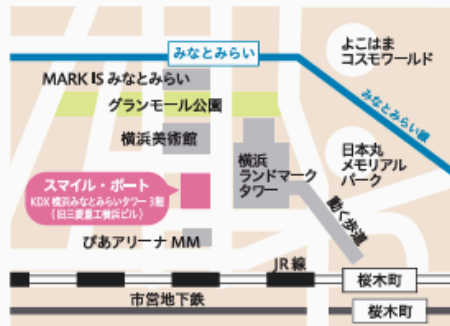 みなとみらい
よこはま
コスモワールド
MARK IS みなとみらい
グランモール公園
みなとみらい線
横浜美術館
横浜
ランドマーク
タワー
日本丸
メモリアル
パーク
スマイル・ポート
KDX 横浜みなとみらいタワー 3階
(旧三菱重工横浜ビル)
動く歩道
ぴあアリーナ MM
JR 線
桜木町
市営地下鉄
桜木町